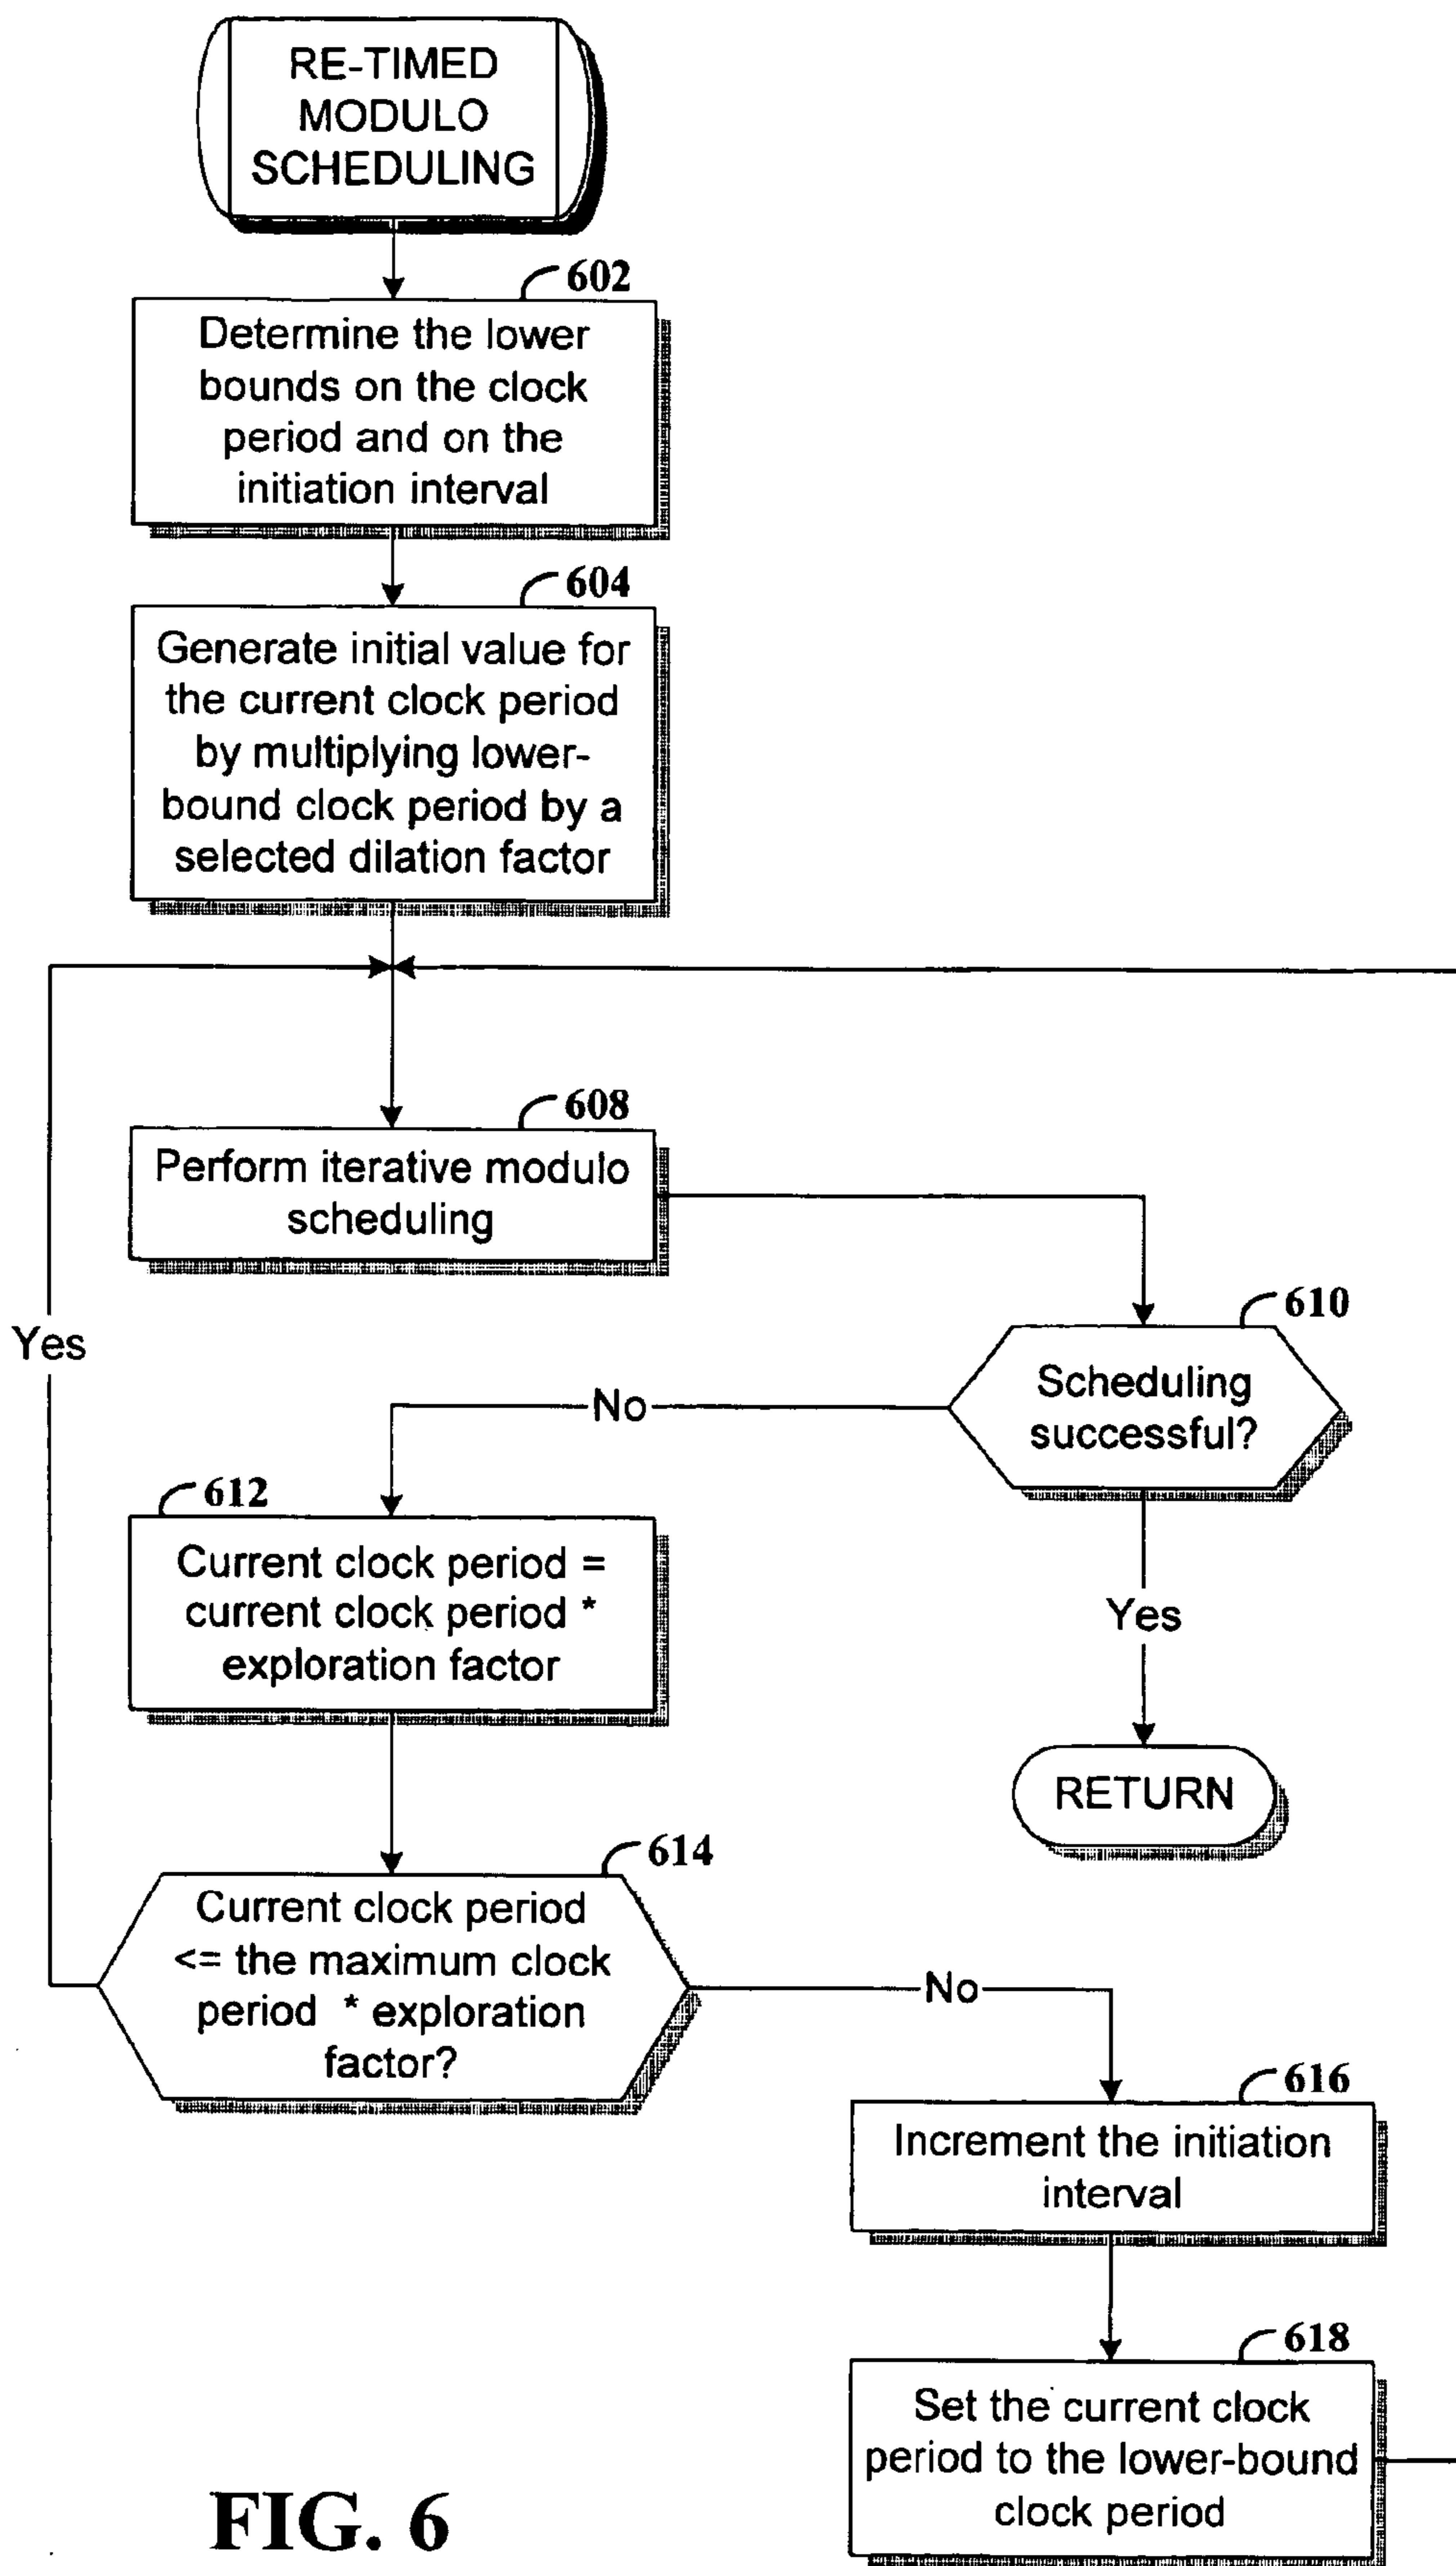 RE-TIMED
MODULO
SCHEDULING
602
Determine the lower
bounds on the clock
period and on the
initiation interval
604
Generate initial value for
the current clock period
by multiplying lower-
bound clock period by a
selected dilation factor
608
Perform iterative modulo
scheduling
610
Scheduling
successful?
Yes
No
612
Current clock period =
current clock period *
exploration factor
Yes
RETURN
614
Current clock period
<= the maximum clock
period * exploration
factor?
No
616
Increment the initiation
interval
618
Set the current clock
period to the lower-bound
clock period
FIG. 6